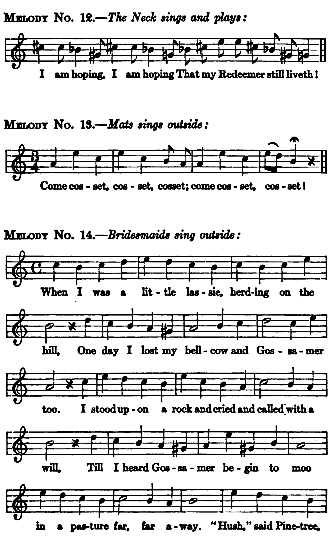 MELODY NO. 12.—The Neck sings and plays:
I am hoping, I am hoping That my Redeemer still liveth!
MELODY NO. 13.—Mats sings outside:
Come cos-set, cos-set, cosset; come cos-set, cos-set!
MELODY NO. 14.—Bridesmaids sing outside:
When I was a lit-tle las-sie, herd-ing on the
hill, One day I lost my bell-cow and Gos-sa-mer
too. I stood up-on a rock and cried and called with a
will, Till I heard Gos-sa-mer be-gin to moo
in a pas-ture far, far a-way. "Hush," said Pine-tree,